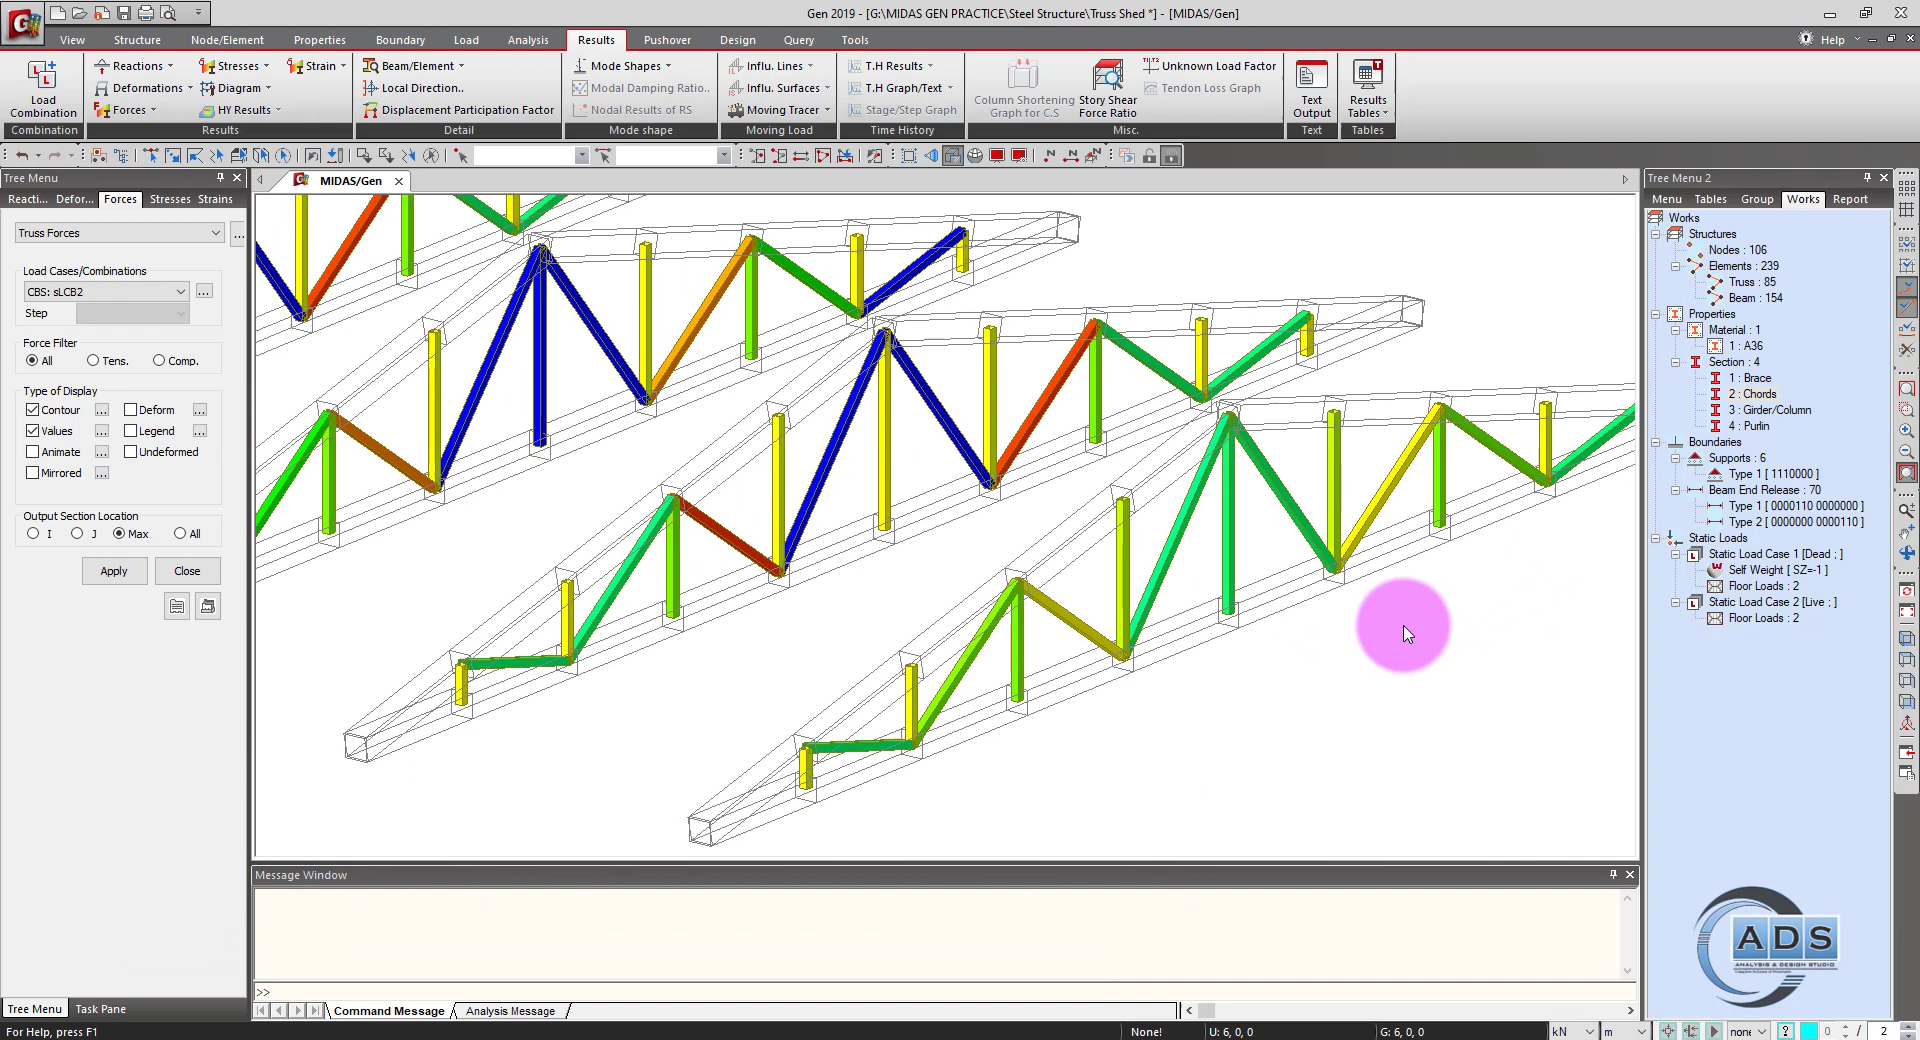 Gen 2019 - [G:\MIDAS GEN PRACTICE\Steel Structure\Truss Shed *] - [MIDAS/Gen]
View Structure Node/Element Properties Boundary Load Analysis Results Pushover Design Query Tools Help
Load Combination
Combination
Reactions Stresses Strain
Deformations Diagram
Forces HY Results
Results
Beam/Element
Local Direction..
Displacement Participation Factor
Detail
Mode Shapes
Modal Damping Ratio..
Nodal Results of RS
Mode shape
Influ. Lines
Influ. Surfaces
Moving Tracer
Moving Load
T.H Results
T.H Graph/Text
Stage/Step Graph
Time History
Column Shortening Graph for C.S
Story Shear Force Ratio
Unknown Load Factor
Tendon Loss Graph
Misc.
Text Output
Text
Results Tables
Tables
Tree Menu
Reacti... Defor... Forces Stresses Strains
Truss Forces
...
Load Cases/Combinations
CBS: sLCB2
...
Step
Force Filter
All Tens. Comp.
Type of Display
Contour ... Deform ...
Values ... Legend ...
Animate ... Undeformed
Mirrored ...
Output Section Location
I J Max All
Apply Close
Tree Menu Task Pane
MIDAS/Gen
Message Window
>>
Command Message Analysis Message
Tree Menu 2
Menu Tables Group Works Report
Works
Structures
Nodes : 106
Elements : 239
Truss : 85
Beam : 154
Properties
Material : 1
1 : A36
Section : 4
1 : Brace
2 : Chords
3 : Girder/Column
4 : Purlin
Boundaries
Supports : 6
Type 1 [ 1110000 ]
Beam End Release : 70
Type 1 [ 0000110 0000000 ]
Type 2 [ 0000000 0000110 ]
Static Loads
Static Load Case 1 [Dead ; ]
Self Weight [ SZ=-1 ]
Floor Loads : 2
Static Load Case 2 [Live ; ]
Floor Loads : 2
ADS
ANALYSIS & DESIGN STUDIO
For Help, press F1
None! U: 6, 0, 0 G: 6, 0, 0 kN m none ? 0 / 2